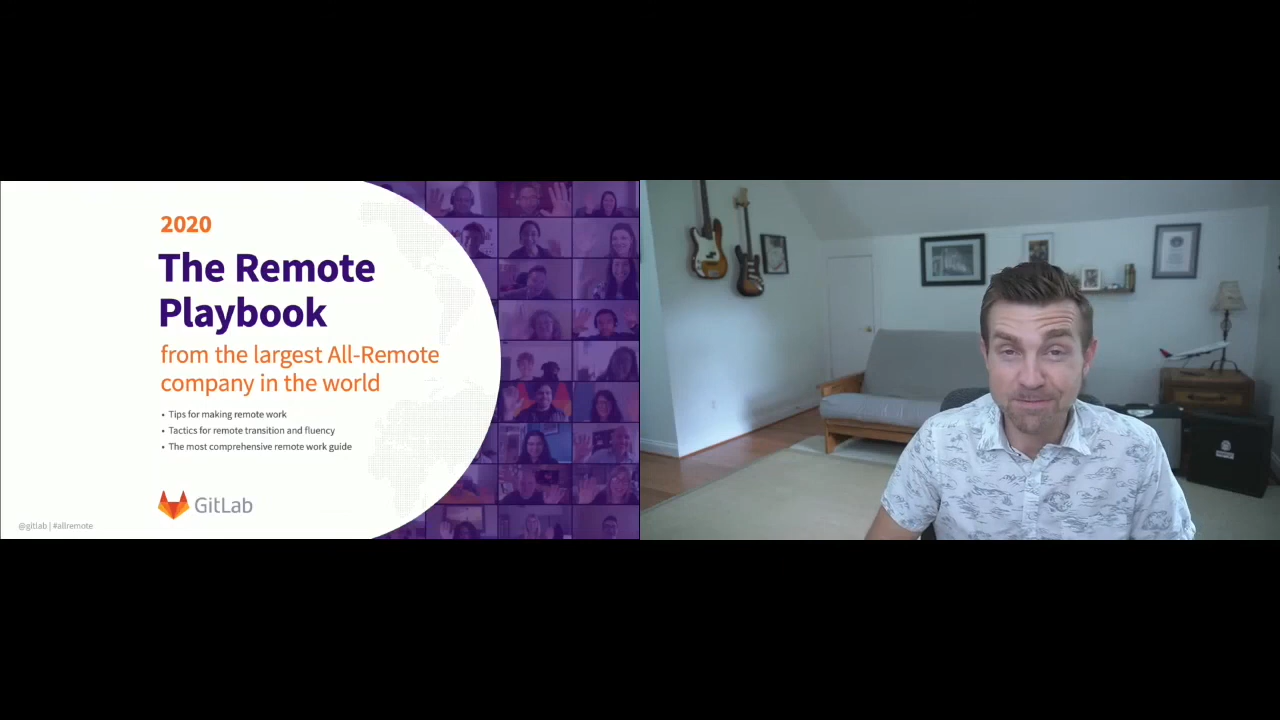 2020
The Remote
Playbook
from the largest All-Remote
company in the world
• Tips for making remote work
• Tactics for remote transition and fluency
• The most comprehensive remote work guide
GitLab
@gitlab | #allremote